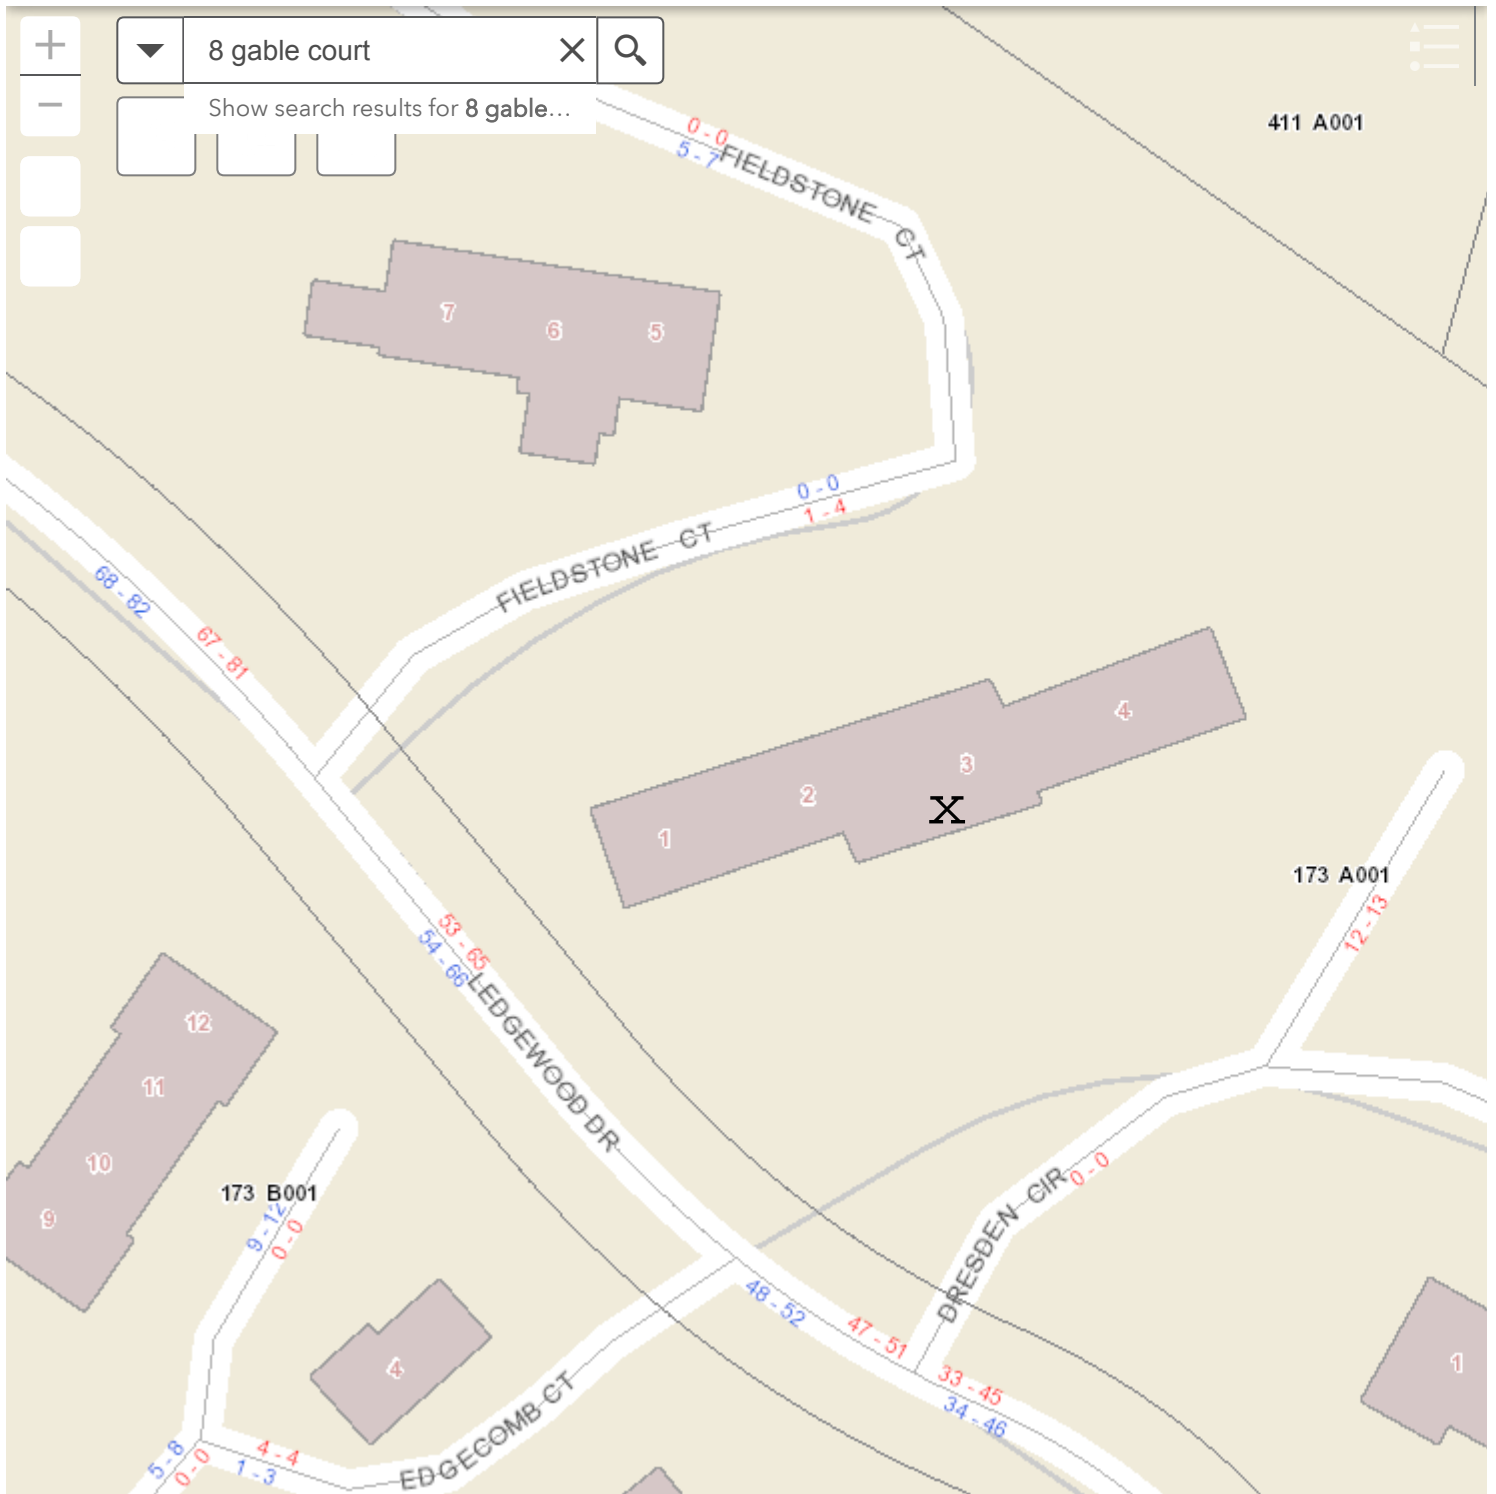 8 gable court
Show search results for 8 gable...
411 A001
0 - 0
5 - 7
FIELDSTONE CT
7
6
5
0 - 0
1 - 4
FIELDSTONE CT
68 - 82
67 - 81
4
3
2
X
1
173 A001
12 - 13
53 - 65
54 - 66
LEDGEWOOD DR
12
11
10
9
173 B001
9 - 12
0 - 0
0 - 0
DRESDEN CIR
48 - 52
47 - 51
33 - 45
34 - 46
4
1
EDGECOMB CT
4 - 4
1 - 3
5 - 8
0 - 0